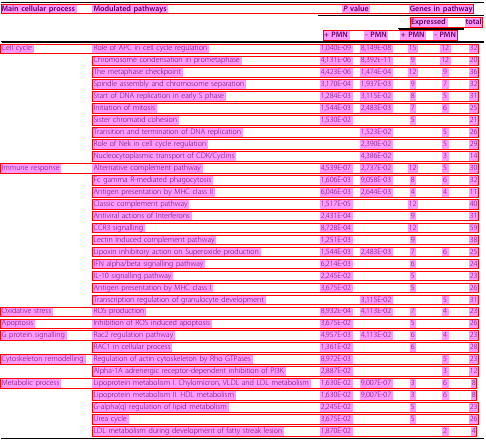 Main cellular process Modulated pathways P value Genes in pathway
Expressed total
+ PMN - PMN + PMN - PMN
Cell cycle Role of APC in cell cycle regulation 1,040E-09 8,149E-08 15 12 32
Chromosome condensation in prometaphase 4,131E-06 8,392E-11 9 12 20
The metaphase checkpoint 4,423E-06 1,474E-04 12 9 36
Spindle assembly and chromosome separation 3,170E-04 1,937E-03 9 7 32
Start of DNA replication in early S phase 1,284E-03 3,115E-02 8 5 31
Initiation of mitosis 1,544E-03 2,483E-03 7 6 25
Sister chromatid cohesion 1,530E-02 5 21
Transition and termination of DNA replication 1,523E-02 5 26
Role of Nek in cell cycle regulation 2,390E-02 5 29
Nucleocytoplasmic transport of CDK/Cyclins 4,386E-02 3 14
Immune response Alternative complement pathway 4,539E-07 2,737E-02 12 5 30
Fc gamma R-mediated phagocytosis 1,606E-03 9,058E-03 8 6 32
Antigen presentation by MHC class II 6,046E-03 2,644E-03 4 4 11
Classic complement pathway 1,517E-05 12 40
Antiviral actions of Interferons 2,431E-04 9 31
CCR3 signalling 8,728E-04 12 59
Lectin induced complement pathway 1,251E-03 9 38
Lipoxin inhibitory action on Superoxide production 1,544E-03 2,483E-03 7 6 25
IFN alpha/beta signalling pathway 6,214E-03 6 24
IL-10 signalling pathway 2,245E-02 5 23
Antigen presentation by MHC class I 3,675E-02 5 26
Transcription regulation of granulocyte development 3,115E-02 5 31
Oxidative stress ROS production 8,932E-04 4,113E-02 7 4 23
Apoptosis Inhibition of ROS induced apoptosis 3,675E-02 5 26
G protein signalling Rac2 regulation pathway 4,957E-03 4,113E-02 6 4 23
RAC1 in cellular process 1,361E-02 6 28
Cytoskeleton remodelling Regulation of actin cytoskeleton by Rho GTPases 8,972E-03 5 23
Alpha-1A adrenergic receptor-dependent inhibition of PI3K 2,887E-02 3 12
Metabolic process Lipoprotein metabolism I. Chylomicron, VLDL and LDL metabolism 1,630E-02 9,007E-07 3 6 8
Lipoprotein metabolism II. HDL metabolism 1,630E-02 9,007E-07 3 6 8
G-alpha(q) regulation of lipid metabolism 2,245E-02 5 23
Urea cycle 3,675E-02 5 26
LDL metabolism during development of fatty streak lesion 1,870E-02 2 4